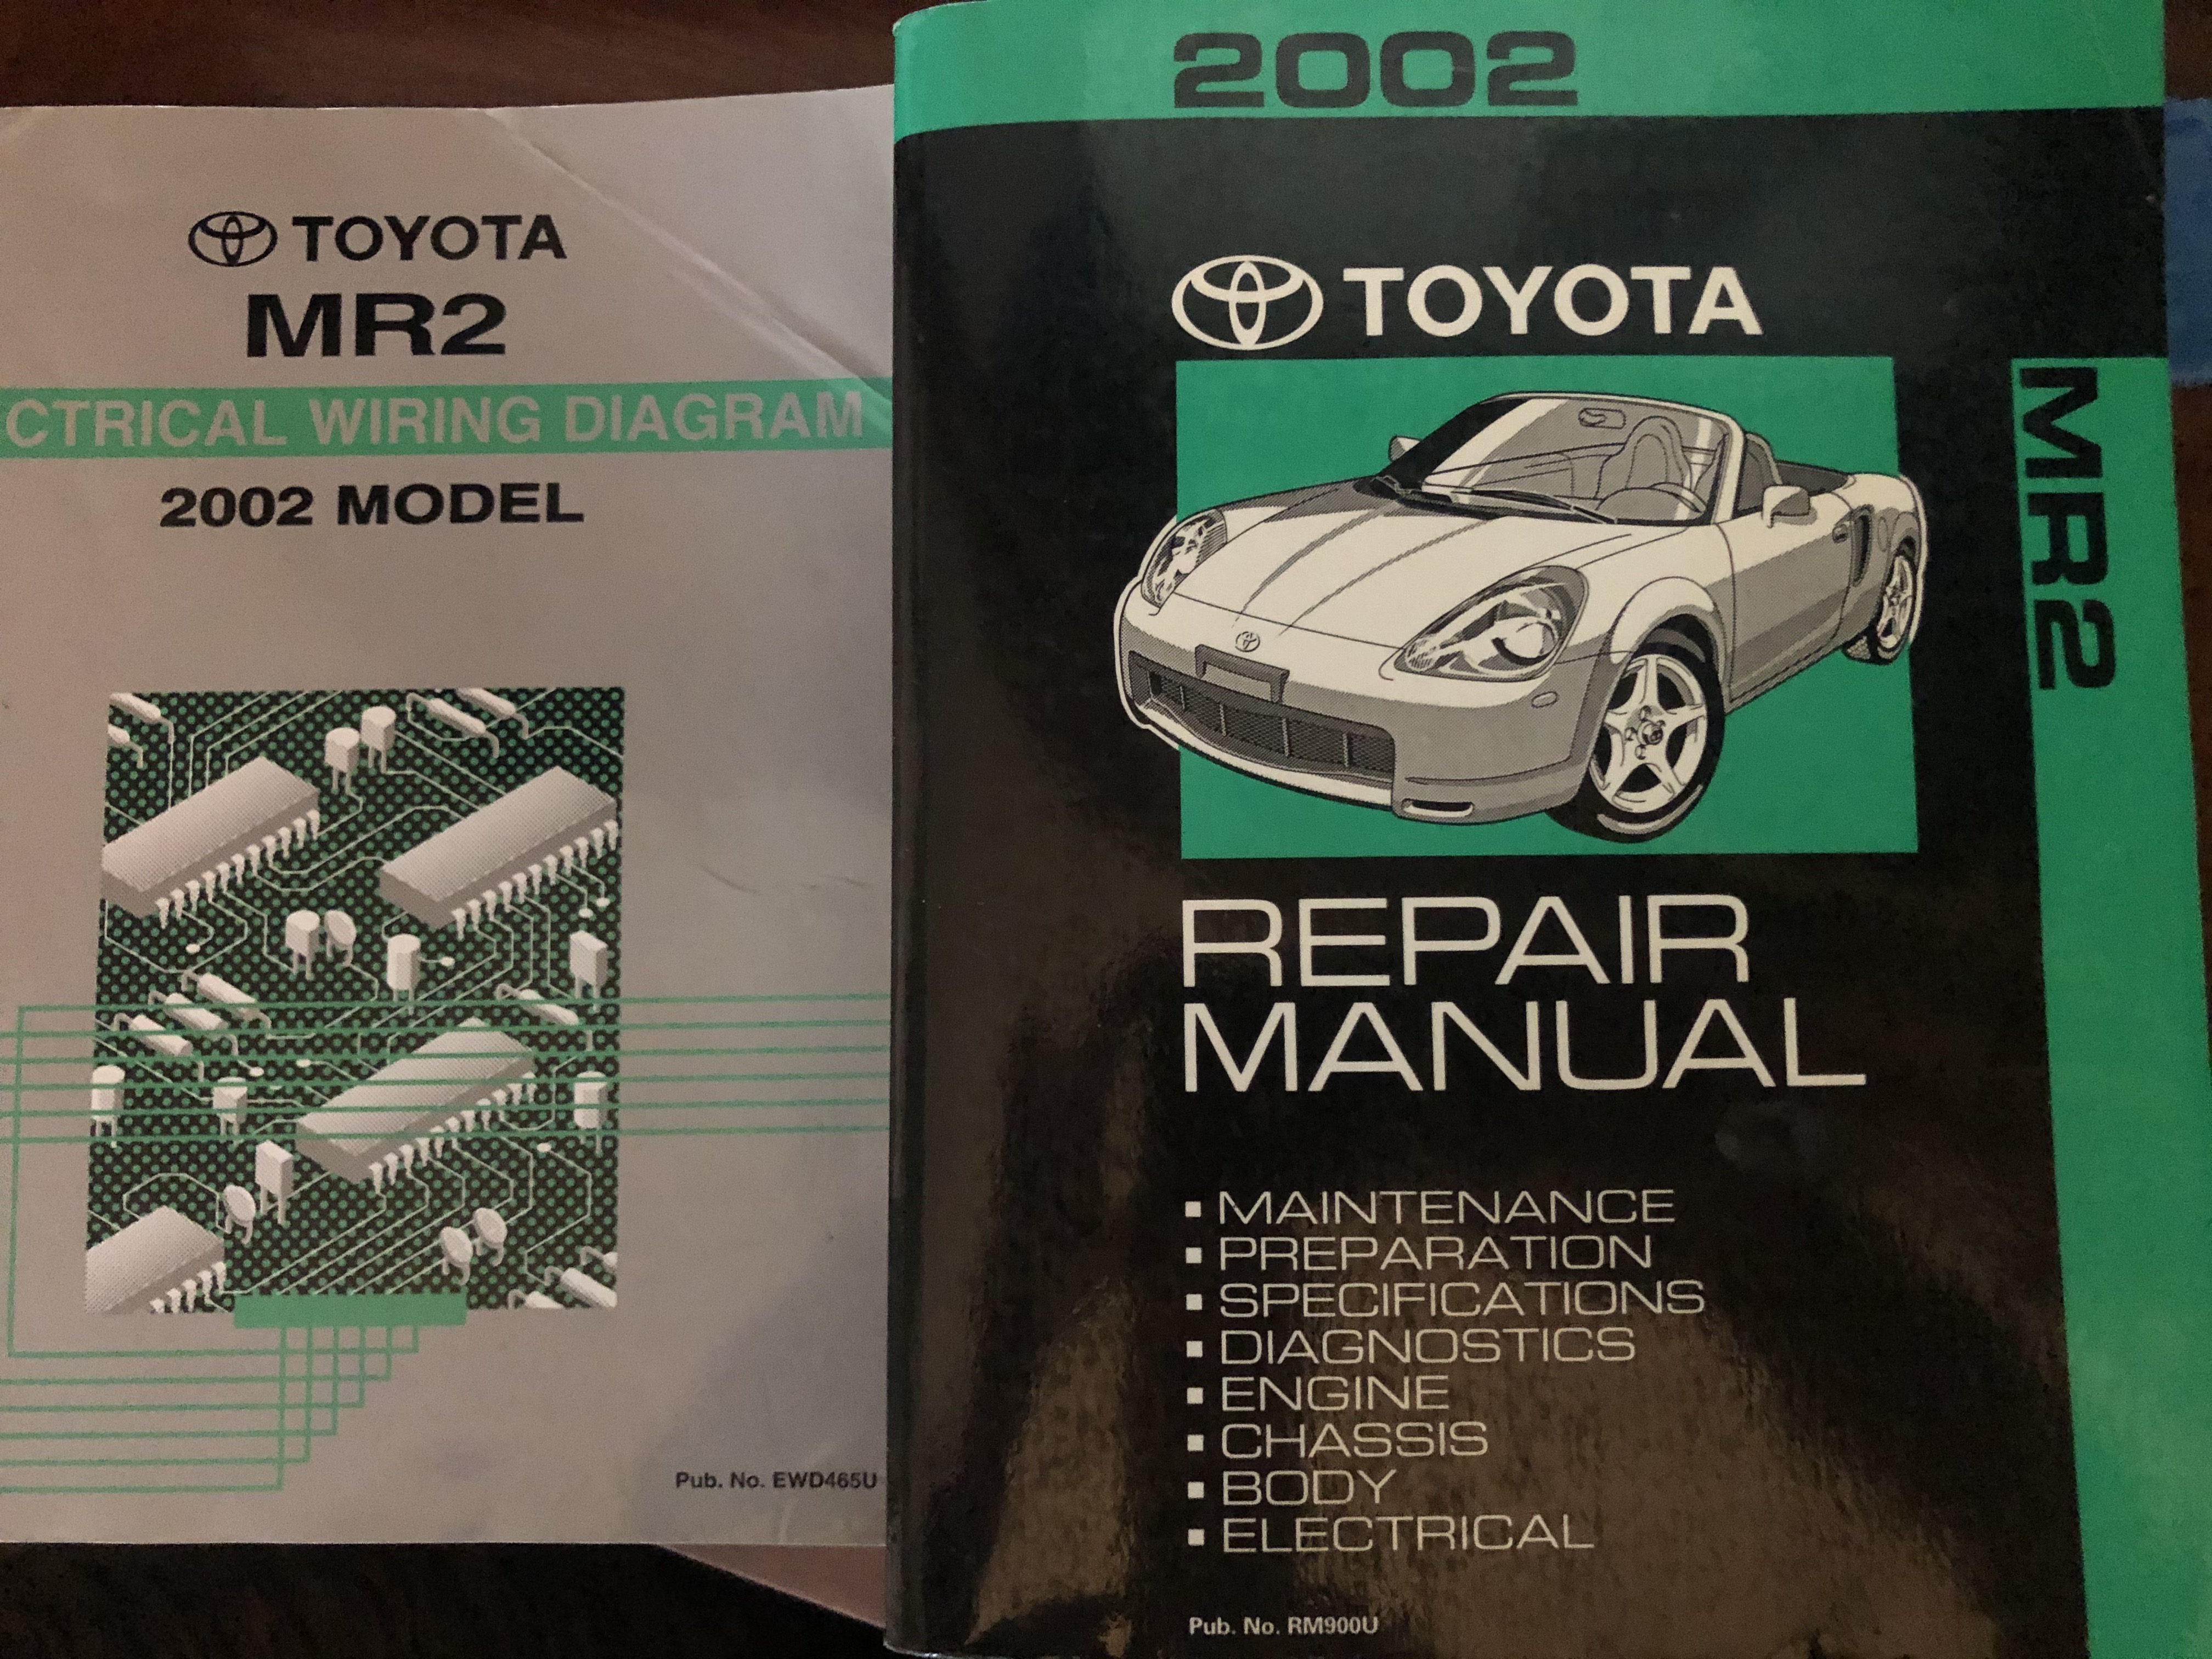 TOYOTA
MR2
CTRICAL WIRING DIAGRAM
2002 MODEL
Pub. No. EWD465U
2002
TOYOTA
MR2
REPAIR
MANUAL
▪ MAINTENANCE
▪ PREPARATION
▪ SPECIFICATIONS
▪ DIAGNOSTICS
▪ ENGINE
▪ CHASSIS
▪ BODY
▪ ELECTRICAL
Pub. No. RM900U